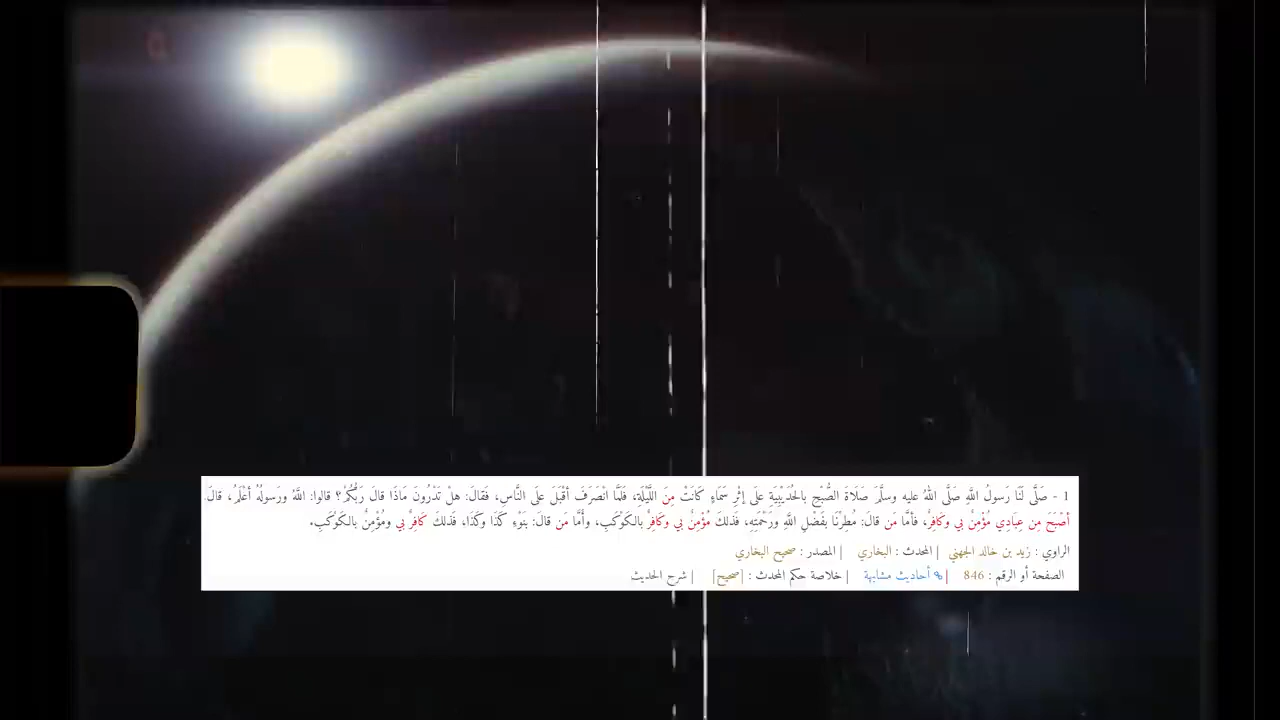 1 - صَلَّى لَنَا رَسولُ اللَّهِ صَلَّى اللهُ عليه وسلَّمَ صَلَاةَ الصُّبْحِ بالحُدَيْبِيَةِ علَى إثْرِ سَمَاءٍ كَانَتْ مِنَ اللَّيْلَةِ، فَلَمَّا انْصَرَفَ أقْبَلَ علَى النَّاسِ، فَقالَ: هلْ تَدْرُونَ مَاذَا قالَ رَبُّكُمْ؟ قالوا: اللَّهُ ورَسولُهُ أعْلَمُ، قالَ:
أصْبَحَ مِن عِبَادِي مُؤْمِنٌ بي وكَافِرٌ، فأمَّا مَن قالَ: مُطِرْنَا بفَضْلِ اللَّهِ ورَحْمَتِهِ، فَذلكَ مُؤْمِنٌ بي وكَافِرٌ بالكَوْكَبِ، وأَمَّا مَن قالَ: بنَوْءِ كَذَا وكَذَا، فَذلكَ كَافِرٌ بي ومُؤْمِنٌ بالكَوْكَبِ.
الراوي : زيد بن خالد الجهني | المحدث : البخاري | المصدر : صحيح البخاري
الصفحة أو الرقم : 846 | أحاديث مشابهة | خلاصة حكم المحدث : [صحيح] | شرح الحديث